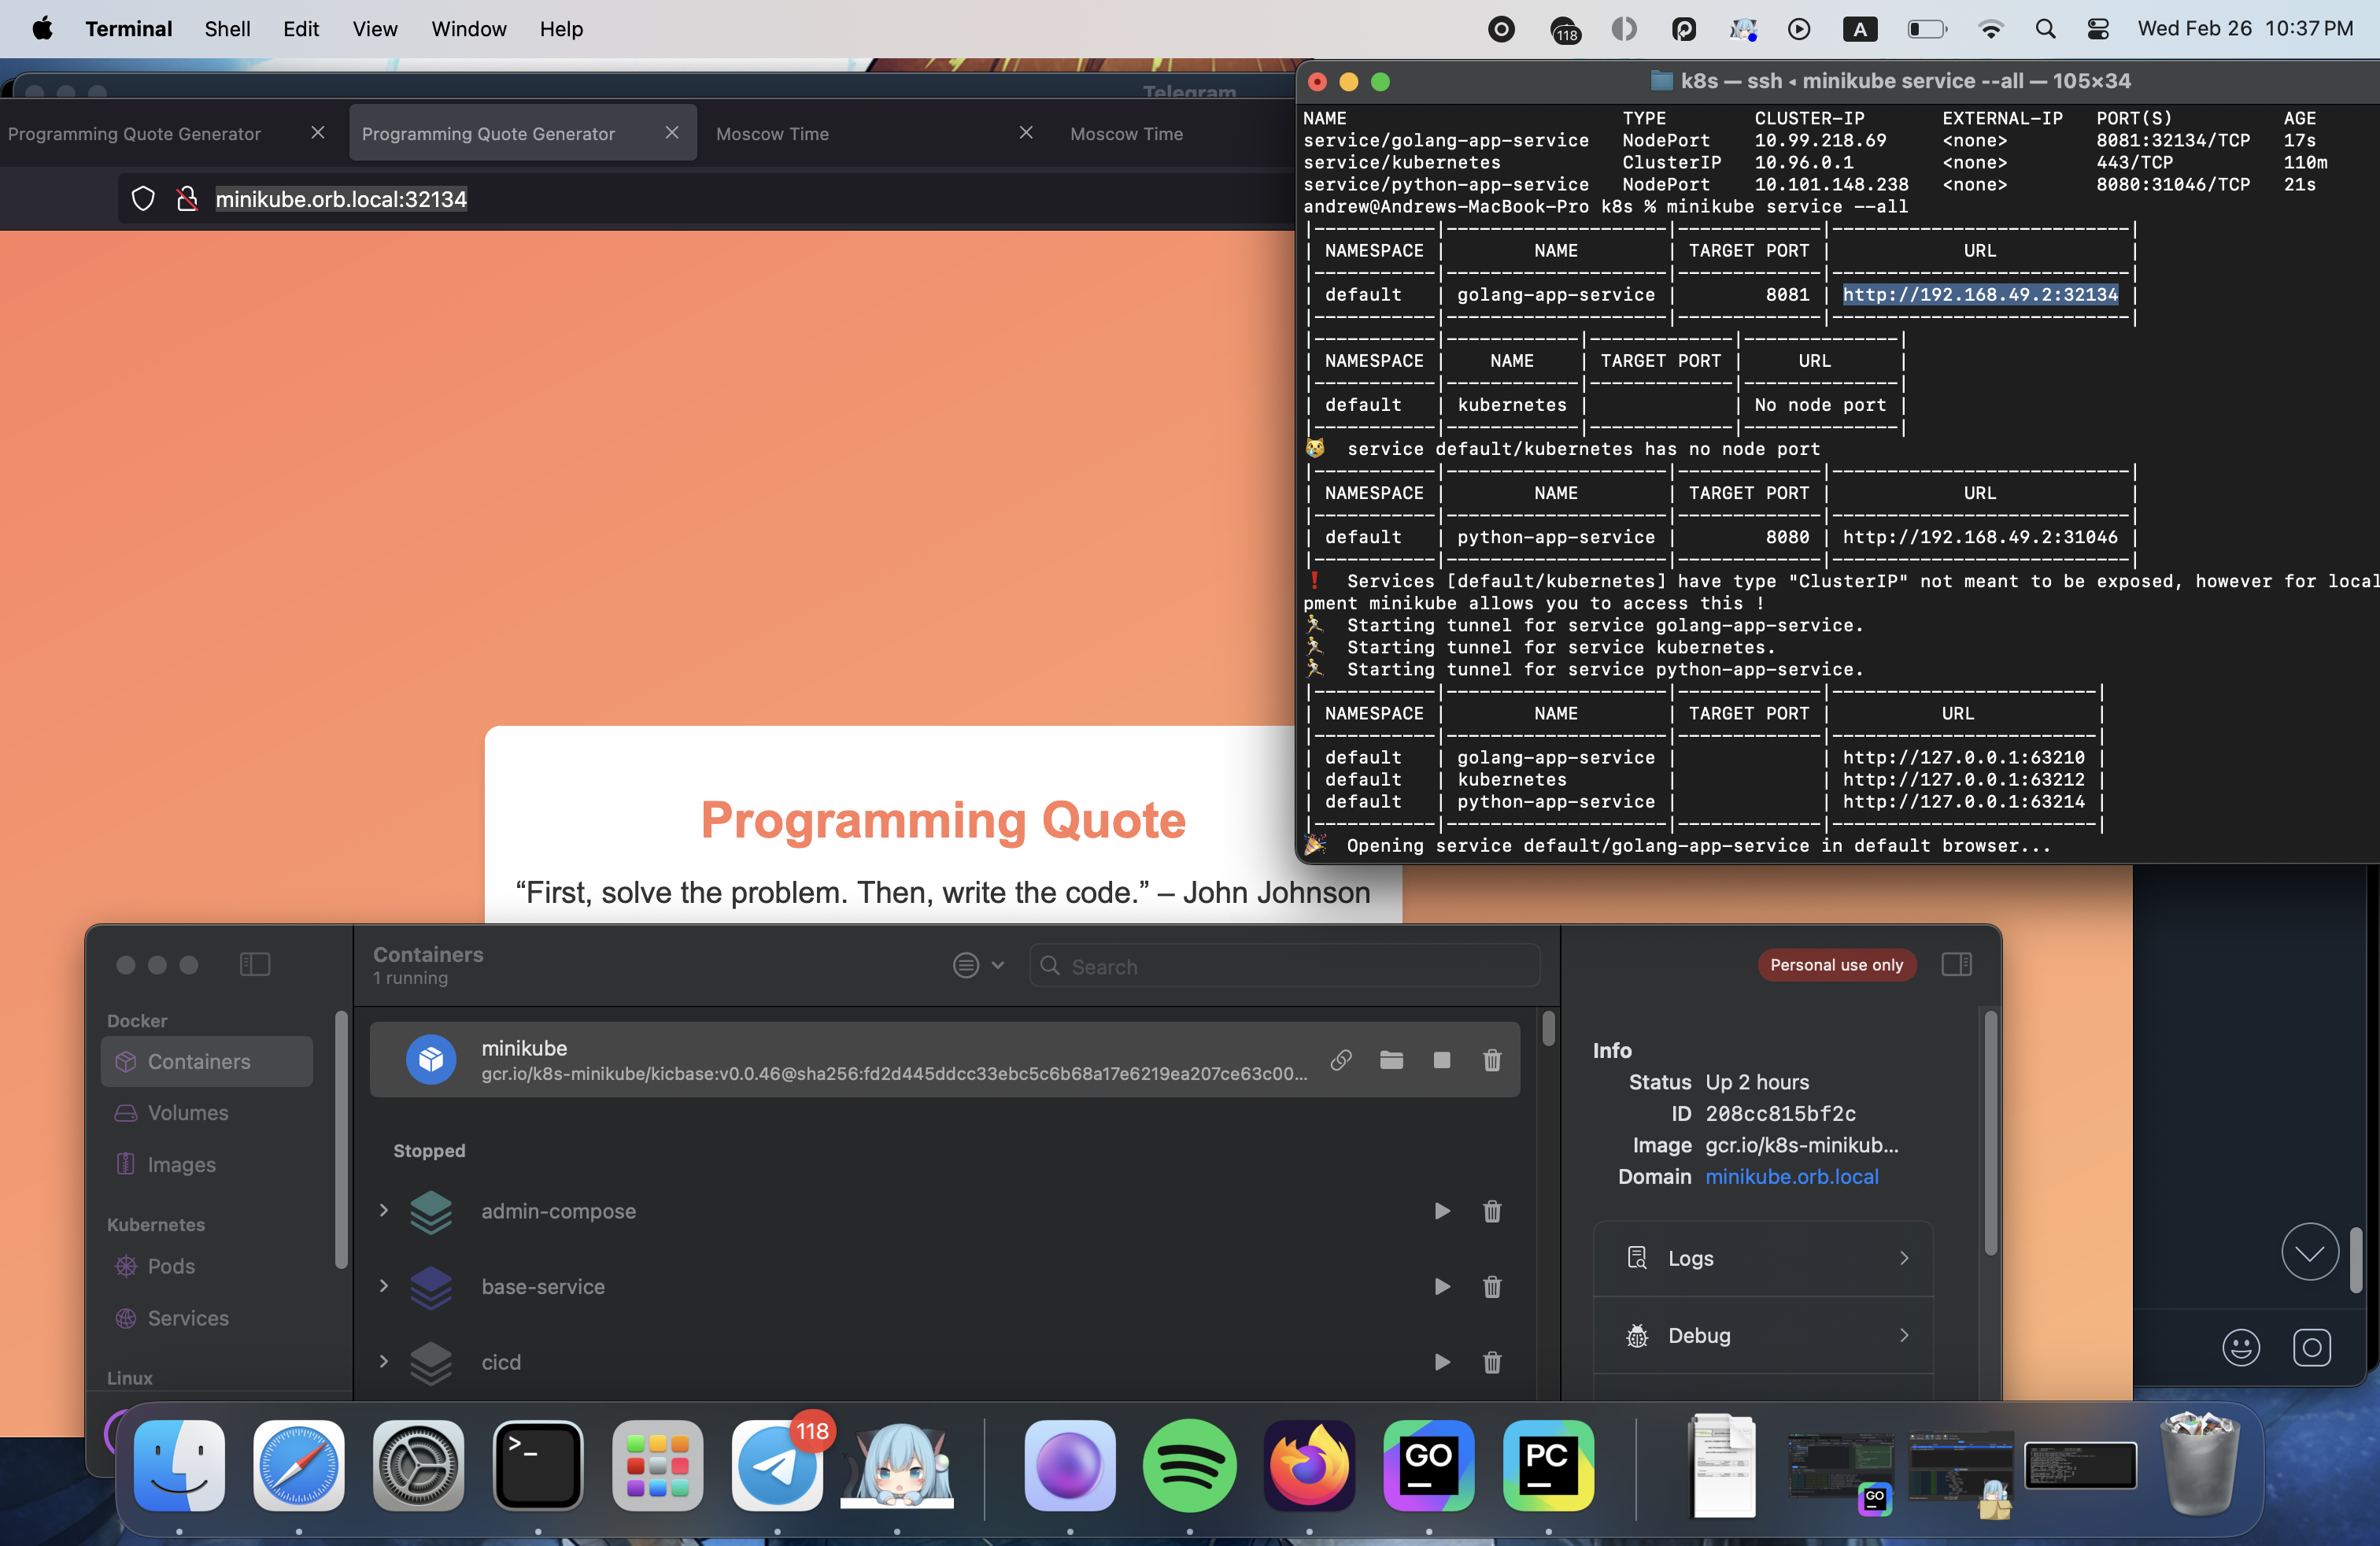 Terminal Shell Edit View Window Help
118
A
Wed Feb 26 10:37 PM
Telegram
Programming Quote Generator
Programming Quote Generator
Moscow Time
Moscow Time
minikube.orb.local:32134
k8s — ssh ◂ minikube service --all — 105×34
NAME TYPE CLUSTER-IP EXTERNAL-IP PORT(S) AGE
service/golang-app-service NodePort 10.99.218.69 <none> 8081:32134/TCP 17s
service/kubernetes ClusterIP 10.96.0.1 <none> 443/TCP 110m
service/python-app-service NodePort 10.101.148.238 <none> 8080:31046/TCP 21s
andrew@Andrews-MacBook-Pro k8s % minikube service --all
|-----------|--------------------|-------------|---------------------------|
| NAMESPACE | NAME | TARGET PORT | URL |
|-----------|--------------------|-------------|---------------------------|
| default | golang-app-service | 8081 | http://192.168.49.2:32134 |
|-----------|--------------------|-------------|---------------------------|
|-----------|------------|-------------|--------------|
| NAMESPACE | NAME | TARGET PORT | URL |
|-----------|------------|-------------|--------------|
| default | kubernetes | | No node port |
|-----------|------------|-------------|--------------|
😿 service default/kubernetes has no node port
|-----------|--------------------|-------------|---------------------------|
| NAMESPACE | NAME | TARGET PORT | URL |
|-----------|--------------------|-------------|---------------------------|
| default | python-app-service | 8080 | http://192.168.49.2:31046 |
|-----------|--------------------|-------------|---------------------------|
❗ Services [default/kubernetes] have type "ClusterIP" not meant to be exposed, however for local
pment minikube allows you to access this !
🏃 Starting tunnel for service golang-app-service.
🏃 Starting tunnel for service kubernetes.
🏃 Starting tunnel for service python-app-service.
|-----------|--------------------|-------------|------------------------|
| NAMESPACE | NAME | TARGET PORT | URL |
|-----------|--------------------|-------------|------------------------|
| default | golang-app-service | | http://127.0.0.1:63210 |
| default | kubernetes | | http://127.0.0.1:63212 |
| default | python-app-service | | http://127.0.0.1:63214 |
|-----------|--------------------|-------------|------------------------|
🎉 Opening service default/golang-app-service in default browser...
Programming Quote
“First, solve the problem. Then, write the code.” – John Johnson
Containers
1 running
Search
Personal use only
Docker
Containers
Volumes
Images
Kubernetes
Pods
Services
Linux
minikube
gcr.io/k8s-minikube/kicbase:v0.0.46@sha256:fd2d445ddcc33ebc5c6b68a17e6219ea207ce63c00...
Stopped
admin-compose
base-service
cicd
Info
Status Up 2 hours
ID 208cc815bf2c
Image gcr.io/k8s-minikub...
Domain minikube.orb.local
Logs
Debug
>_
118
GO
PC
GO